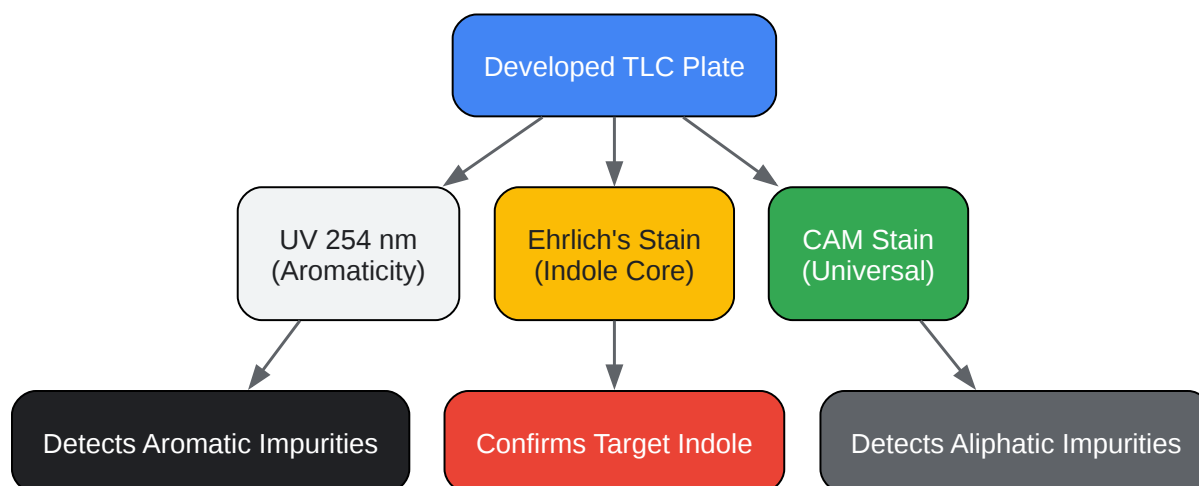 Developed TLC Plate
UV 254 nm
(Aromaticity)
Ehrlich's Stain
(Indole Core)
CAM Stain
(Universal)
Detects Aromatic Impurities
Confirms Target Indole
Detects Aliphatic Impurities